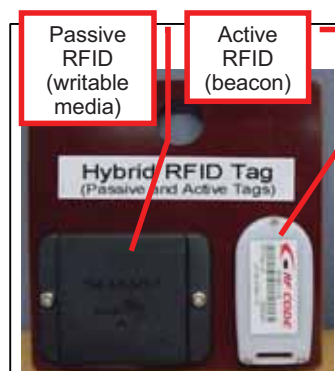 Passive
RFID
(writable
media)
Active
RFID
(beacon)
Hybrid RFID Tag
(Passive and Active Tags)
RF CODE